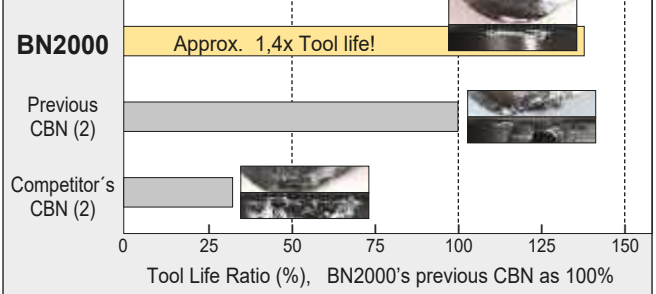 BN2000
Approx. 1,4x Tool life!
Previous
CBN (2)
Competitor´s
CBN (2)
0 25 50 75 100 125 150
Tool Life Ratio (%), BN2000's previous CBN as 100%